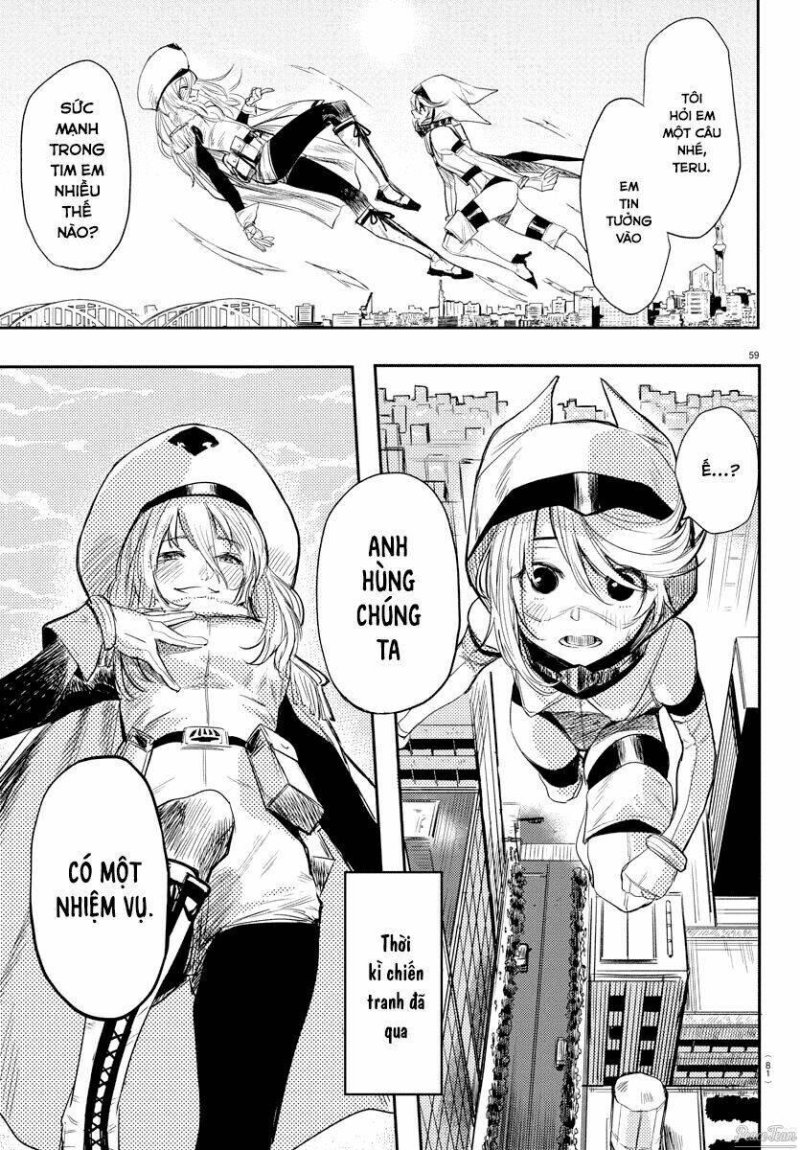 TÔI
HỎI EM
MỘT CÂU
NHÉ,
TERU.
EM
TIN
TƯỞNG
VÀO
SỨC
MẠNH
TRONG
TIM EM
NHIỀU
THẾ
NÀO?
59
Ế...?
ANH
HÙNG
CHÚNG
TA
CÓ MỘT
NHIỆM VỤ.
Thời
kì chiến
tranh đã
qua
(81)
PeaceTeam